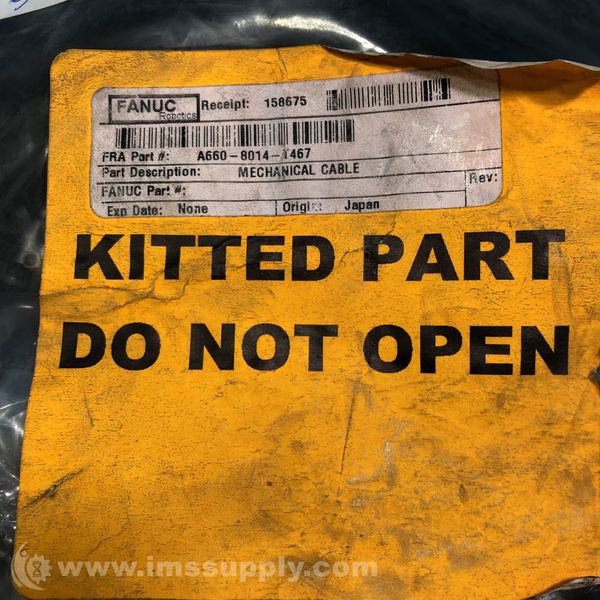 FANUC Robotics Receipt: 158675
FRA Part #: A660-8014-T467
Part Description: MECHANICAL CABLE
Rev:
FANUC Part #:
Exp Date: None Origin: Japan
KITTED PART
DO NOT OPEN
www.imssupply.com